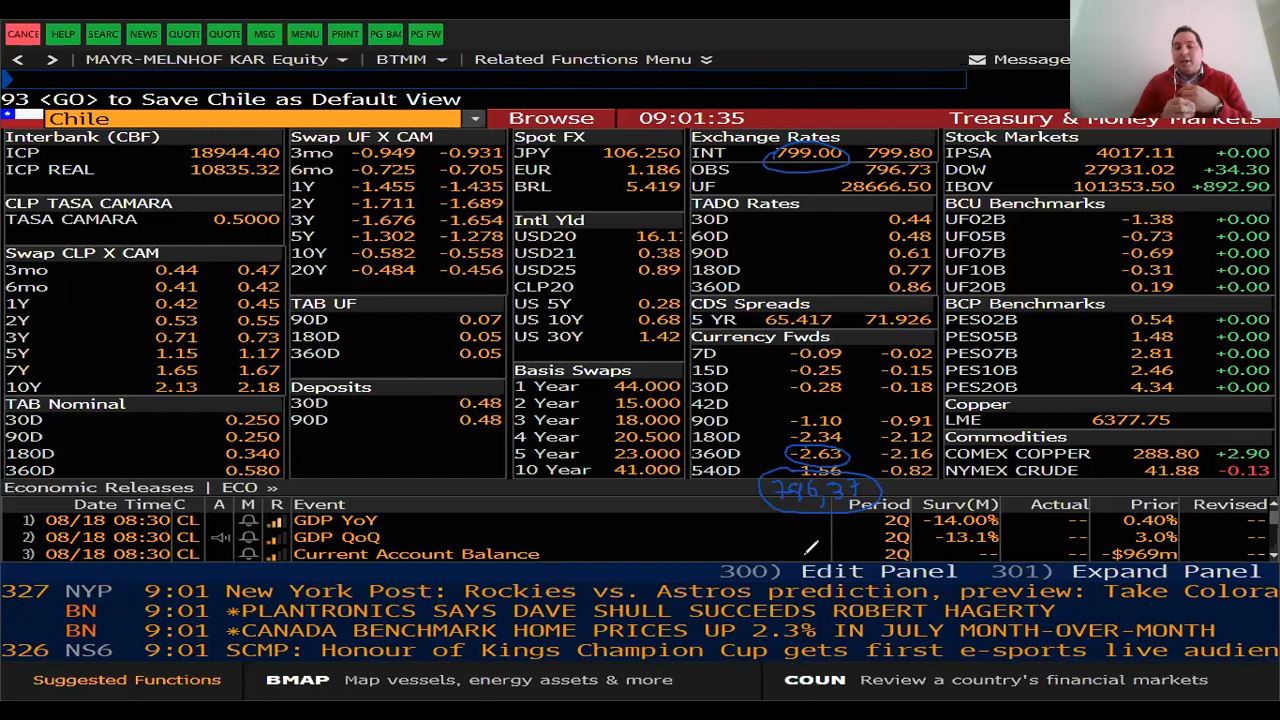 CANCE HELP SEARC NEWS QUOTE QUOTE MSG MENU PRINT PG BAC PG FW
< > MAYR-MELNHOF KAR Equity BTMM Related Functions Menu Message
93 <GO> to Save Chile as Default View
Chile Browse 09:01:35 Treasury & Money Markets
Interbank (CBF)
ICP 18944.40
ICP REAL 10835.32
CLP TASA CAMARA
TASA CAMARA 0.5000
Swap CLP X CAM
3mo 0.44 0.47
6mo 0.41 0.42
1Y 0.42 0.45
2Y 0.53 0.55
3Y 0.71 0.73
5Y 1.15 1.17
7Y 1.65 1.67
10Y 2.13 2.18
TAB Nominal
30D 0.250
90D 0.250
180D 0.340
360D 0.580
Swap UF X CAM
3mo -0.949 -0.931
6mo -0.725 -0.705
1Y -1.455 -1.435
2Y -1.711 -1.689
3Y -1.676 -1.654
5Y -1.302 -1.278
10Y -0.582 -0.558
20Y -0.484 -0.456
TAB UF
90D 0.07
180D 0.05
360D 0.05
Deposits
30D 0.48
90D 0.48
Spot FX
JPY 106.250
EUR 1.186
BRL 5.419
Intl Yld
USD20 16.11
USD21 0.38
USD25 0.89
CLP20
US 5Y 0.28
US 10Y 0.68
US 30Y 1.42
Basis Swaps
1 Year 44.000
2 Year 15.000
3 Year 18.000
4 Year 20.500
5 Year 23.000
10 Year 41.000
Exchange Rates
INT 799.00 799.80
OBS 796.73
UF 28666.50
TADO Rates
30D 0.44
60D 0.48
90D 0.61
180D 0.77
360D 0.86
CDS Spreads
5 YR 65.417 71.926
Currency Fwds
7D -0.09 -0.02
15D -0.25 -0.15
30D -0.28 -0.18
42D
90D -1.10 -0.91
180D -2.34 -2.12
360D -2.63 -2.16
540D -1.56 -0.82
796,37
Stock Markets
IPSA 4017.11 +0.00
DOW 27931.02 +34.30
IBOV 101353.50 +892.90
BCU Benchmarks
UF02B -1.38 +0.00
UF05B -0.73 +0.00
UF07B -0.69 +0.00
UF10B -0.31 +0.00
UF20B 0.19 +0.00
BCP Benchmarks
PES02B 0.54 +0.00
PES05B 1.48 +0.00
PES07B 2.81 +0.00
PES10B 2.46 +0.00
PES20B 4.34 +0.00
Copper
LME 6377.75
Commodities
COMEX COPPER 288.80 +2.90
NYMEX CRUDE 41.88 -0.13
Economic Releases | ECO »
Date Time C A M R Event Period Surv(M) Actual Prior Revised
1) 08/18 08:30 CL GDP YoY 2Q -14.00% -- 0.40% --
2) 08/18 08:30 CL GDP QoQ 2Q -13.1% -- 3.0% --
3) 08/18 08:30 CL Current Account Balance 2Q -- -- -$969m --
300) Edit Panel 301) Expand Panel
327 NYP 9:01 New York Post: Rockies vs. Astros prediction, preview: Take Colora
BN 9:01 *PLANTRONICS SAYS DAVE SHULL SUCCEEDS ROBERT HAGERTY
BN 9:01 *CANADA BENCHMARK HOME PRICES UP 2.3% IN JULY MONTH-OVER-MONTH
326 NS6 9:01 SCMP: Honour of Kings Champion Cup gets first e-sports live audien
Suggested Functions BMAP Map vessels, energy assets & more COUN Review a country's financial markets